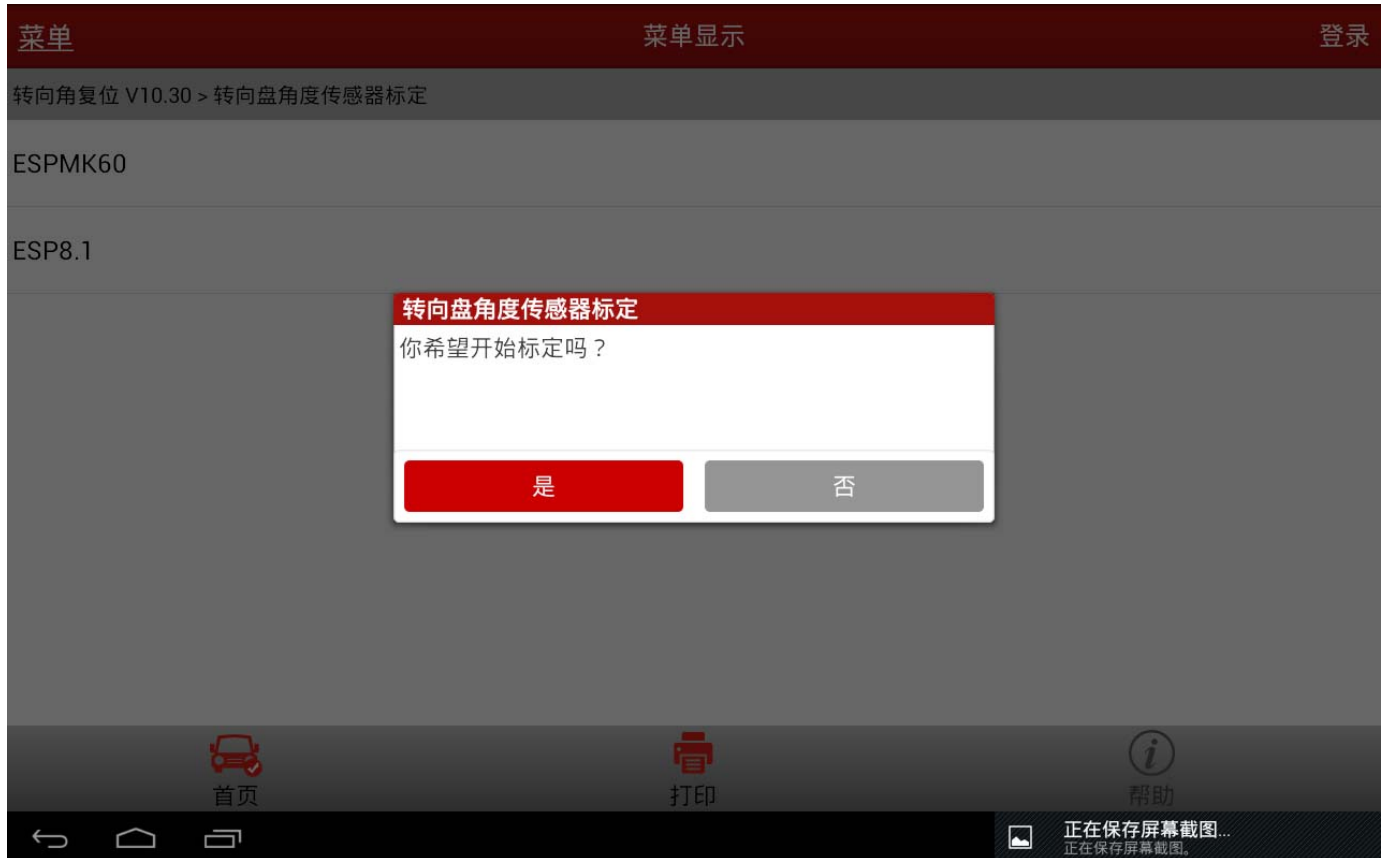 菜单
菜单显示
登录
转向角复位 V10.30 > 转向盘角度传感器标定
ESPMK60
ESP8.1
转向盘角度传感器标定
你希望开始标定吗？
是
否
首页
打印
帮助
正在保存屏幕截图...
正在保存屏幕截图。